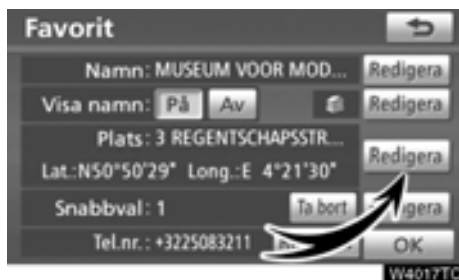 Favorit
Namn: MUSEUM VOOR MOD... Redigera
Visa namn: På Av Redigera
Plats: 3 REGENTSCHAPSSTR...
Lat.:N50°50'29" Long.:E 4°21'30" Redigera
Snabbval: 1 Ta bort
Tel.nr.: +3225083211 OK
W4017TC